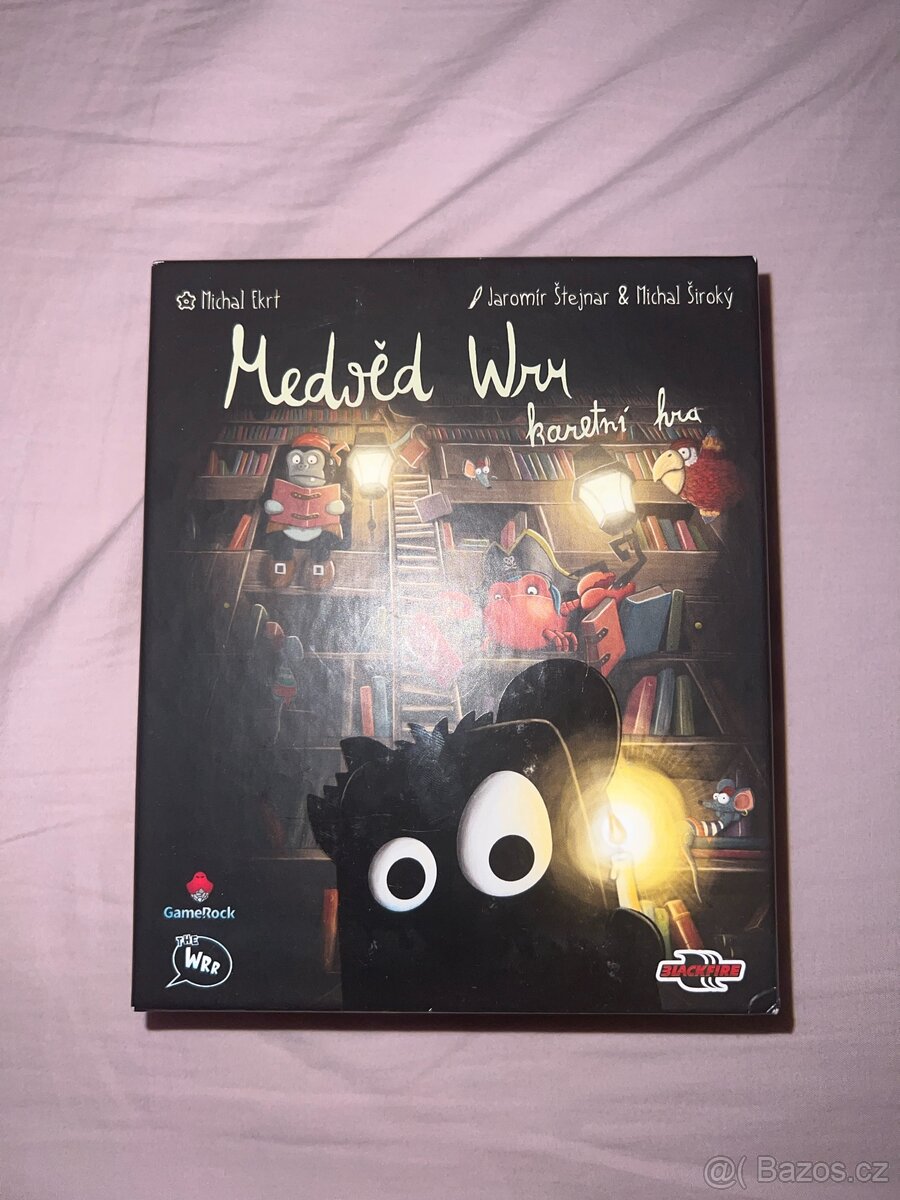 Michal Ekrt
Jaromír Štejnar & Michal Široký
Medvěd Wrr
karetní hra
GameRock
THE
WRR
BLACKFIRE
@( Bazos.cz